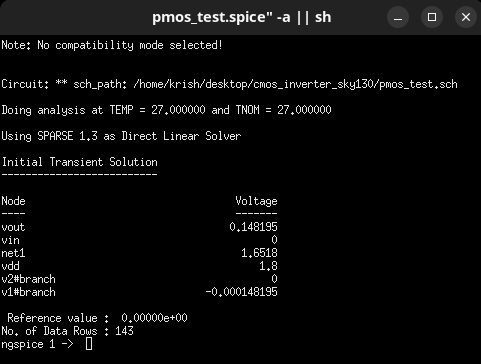 pmos_test.spice" -a || sh
Note: No compatibility mode selected!
Circuit: ** sch_path: /home/krish/desktop/cmos_inverter_sky130/pmos_test.sch
Doing analysis at TEMP = 27.000000 and TNOM = 27.000000
Using SPARSE 1.3 as Direct Linear Solver
Initial Transient Solution
--------------------------
Node                                   Voltage
----                                   -------
vout                                  0.148195
vin                                          0
net1                                    1.6518
vdd                                        1.8
v2#branch                                    0
v1#branch                         -0.000148195
Reference value :  0.00000e+00
No. of Data Rows : 143
ngspice 1 ->